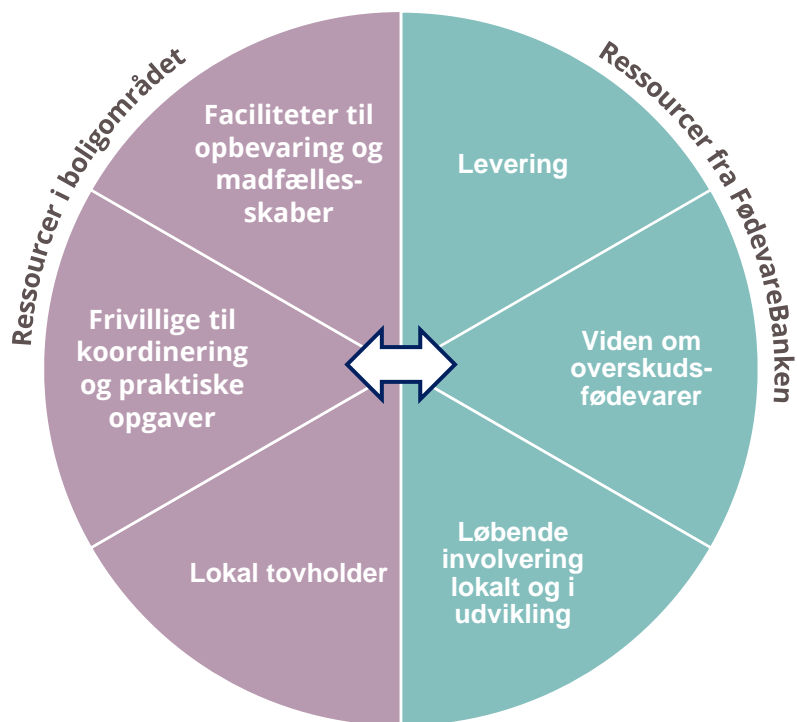 Ressourcer i boligområdet
Ressourcer fra FødevareBanken
Faciliteter til
opbevaring og
madfælles-
skaber
Levering
Frivillige til
koordinering
og praktiske
opgaver
Viden om
overskuds-
fødevarer
Lokal tovholder
Løbende
involvering
lokalt og i
udvikling